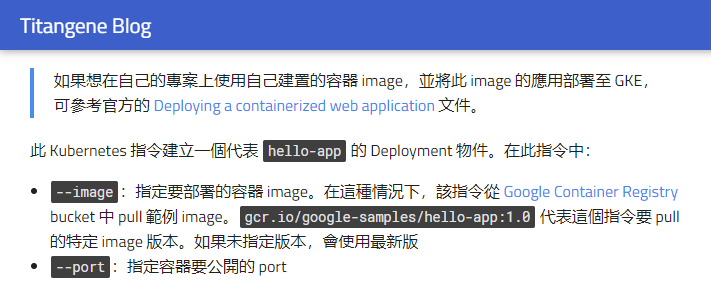 Titangene Blog
如果想在自己的專案上使用自己建置的容器 image，並將此 image 的應用部署至 GKE，
可參考官方的 Deploying a containerized web application 文件。
此 Kubernetes 指令建立一個代表 hello-app 的 Deployment 物件。在此指令中：
--image：指定要部署的容器 image。在這種情況下，該指令從 Google Container Registry
bucket 中 pull 範例 image。gcr.io/google-samples/hello-app:1.0 代表這個指令要 pull
的特定 image 版本。如果未指定版本，會使用最新版
--port：指定容器要公開的 port